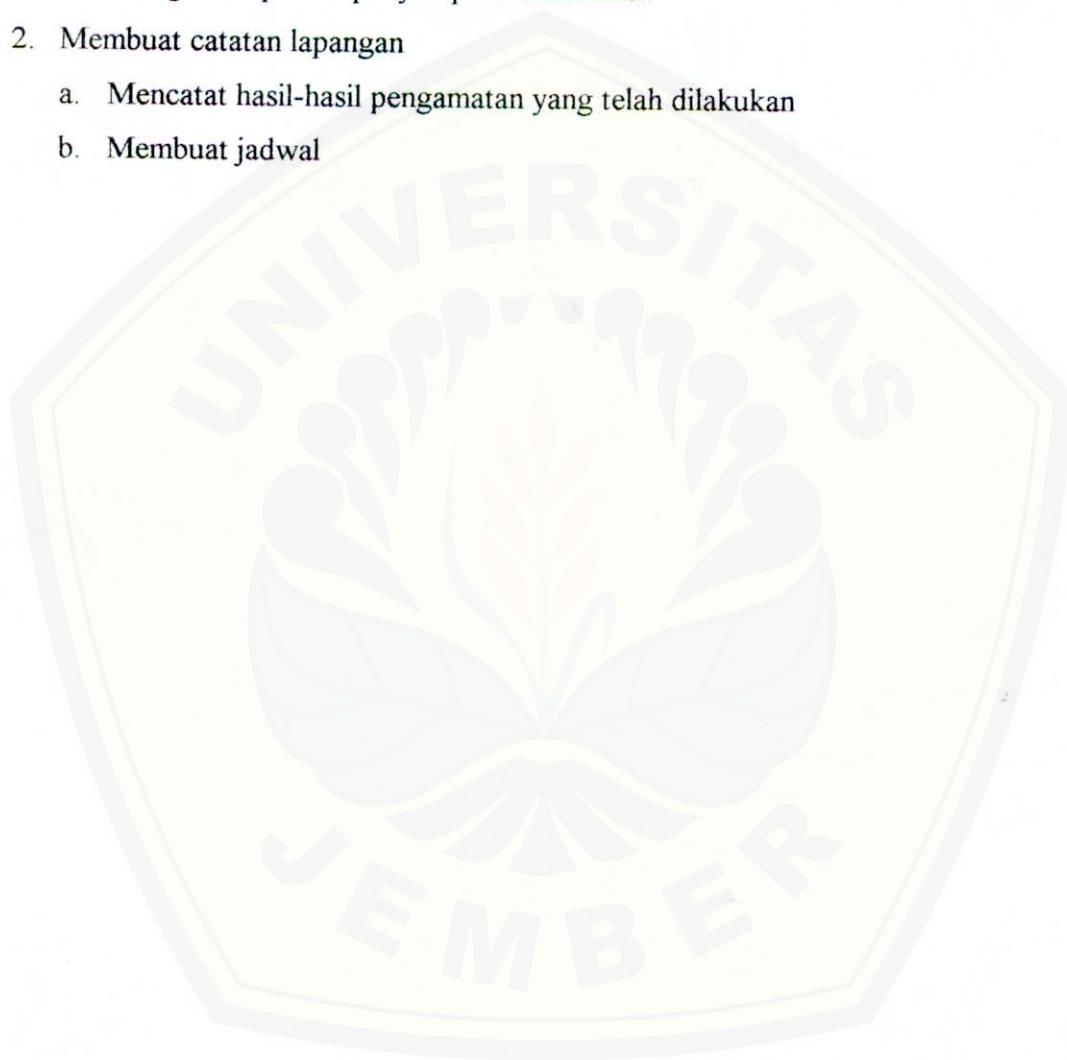 2. Membuat catatan lapangan
a. Mencatat hasil-hasil pengamatan yang telah dilakukan
b. Membuat jadwal
UNIVERSITAS
JEMBER